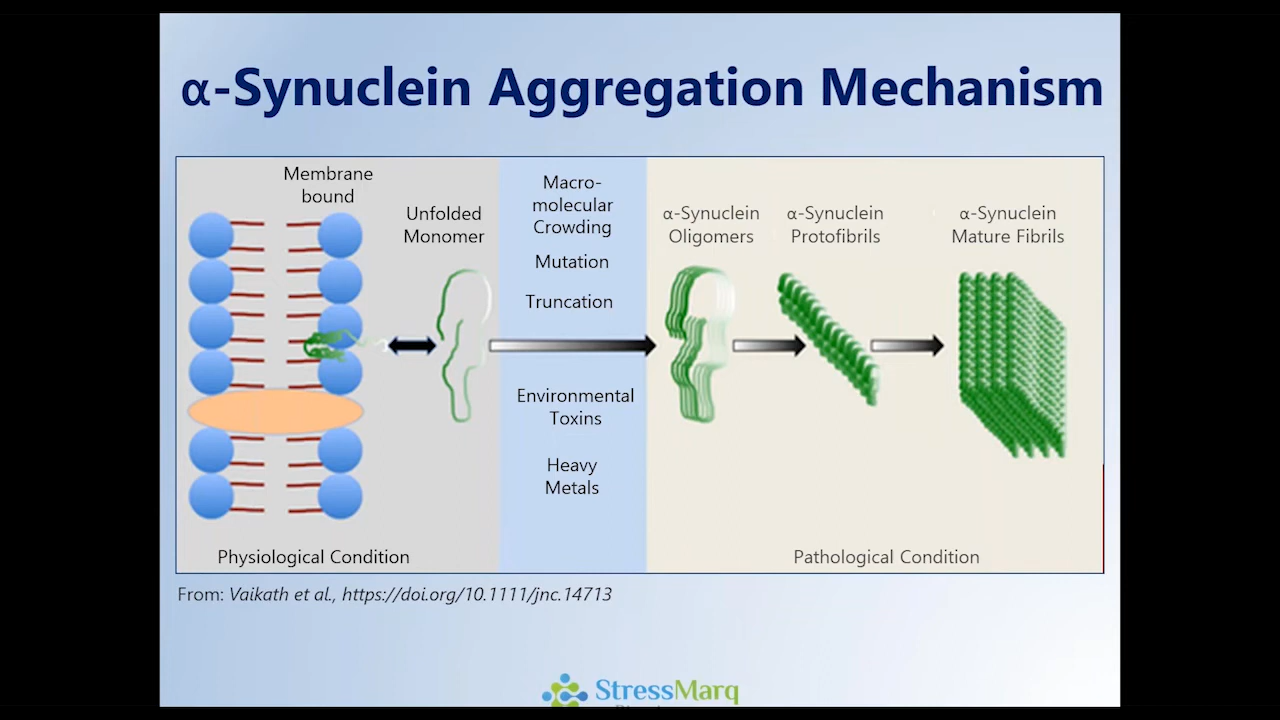 α-Synuclein Aggregation Mechanism
Membrane
bound
Unfolded
Monomer
Macro-
molecular
Crowding
Mutation
Truncation
Environmental
Toxins
Heavy
Metals
α-Synuclein
Oligomers
α-Synuclein
Protofibrils
α-Synuclein
Mature Fibrils
Physiological Condition
Pathological Condition
From: Vaikath et al., https://doi.org/10.1111/jnc.14713
StressMarq